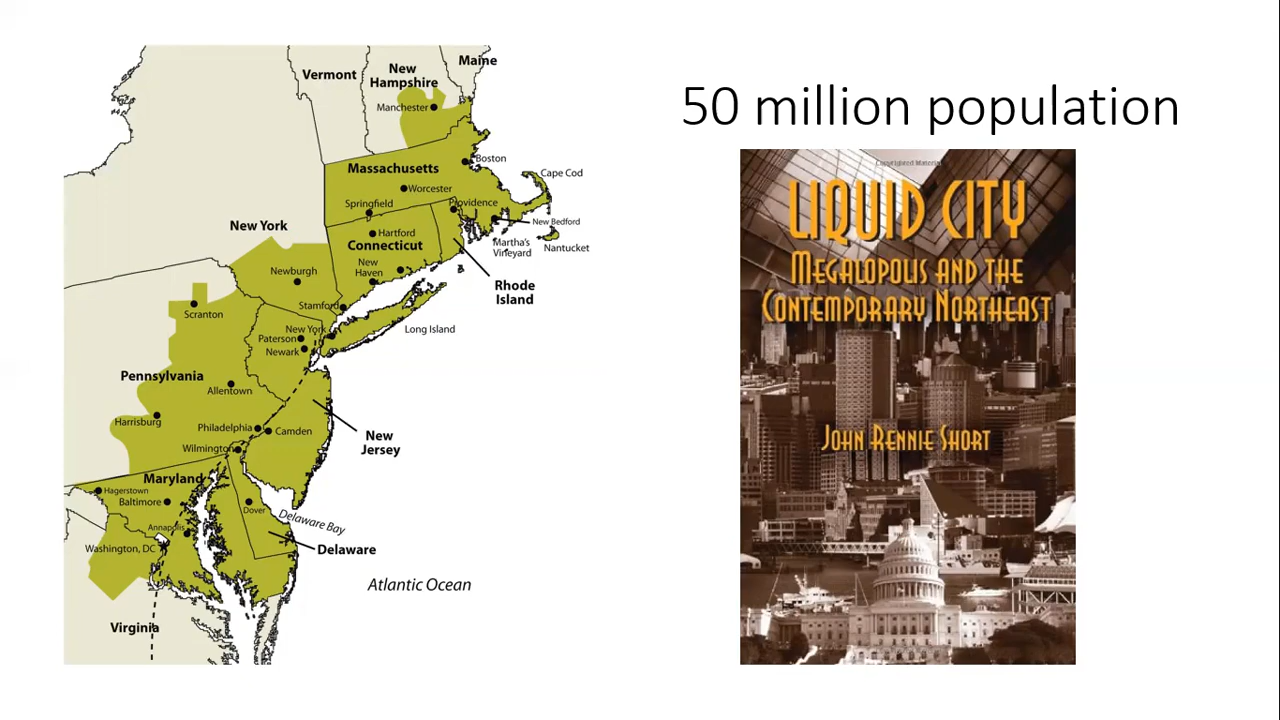 50 million population
Maine
Vermont
New
Hampshire
Manchester
Boston
Massachusetts
Cape Cod
Worcester
Springfield
Providence
New Bedford
Hartford
New York
Connecticut
Martha's
Vineyard
Nantucket
New
Haven
Newburgh
Rhode
Island
Stamford
Scranton
Long Island
New York
Paterson
Newark
Pennsylvania
Allentown
Harrisburg
Philadelphia
Camden
New
Jersey
Wilmington
Maryland
Hagerstown
Baltimore
Dover
Delaware Bay
Annapolis
Washington, DC
Delaware
Atlantic Ocean
Virginia
Copyrighted Material
LIQUID CITY
MEGALOPOLIS AND THE
CONTEMPORARY NORTHEAST
JOHN RENNIE SHORT